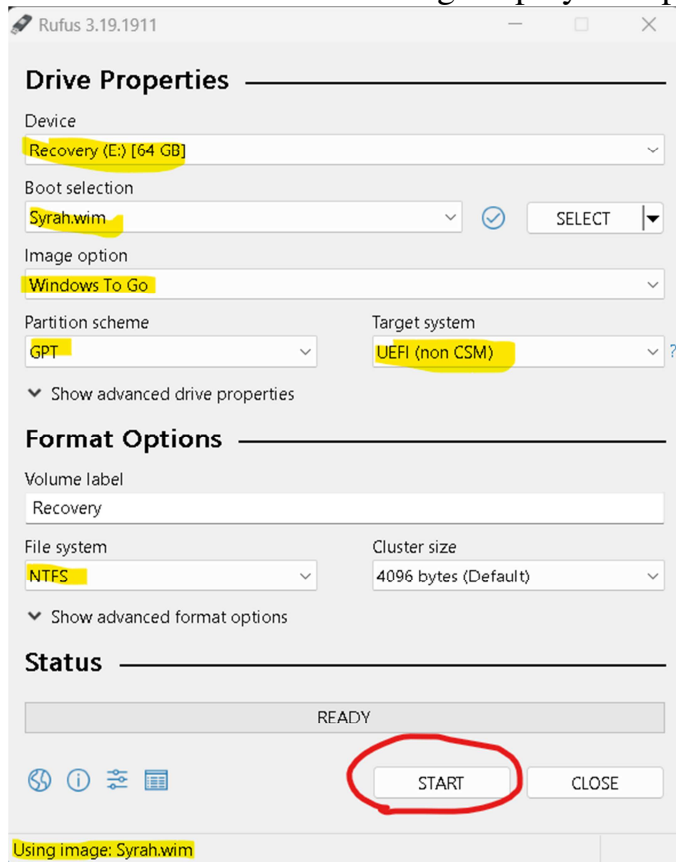 Rufus 3.19.1911
Drive Properties
Device
Recovery (E:) [64 GB]
Boot selection
Syrah.wim
SELECT
Image option
Windows To Go
Partition scheme
Target system
GPT
UEFI (non CSM)
?
Show advanced drive properties
Format Options
Volume label
Recovery
File system
Cluster size
NTFS
4096 bytes (Default)
Show advanced format options
Status
READY
START
CLOSE
Using image: Syrah.wim